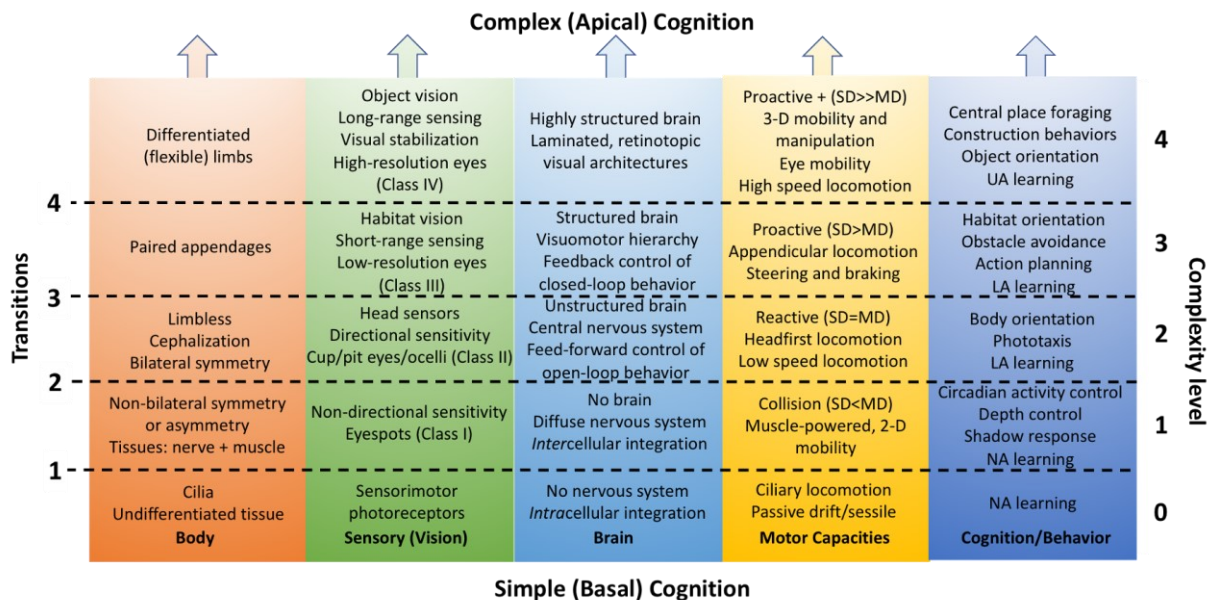 Complex (Apical) Cognition
Transitions
4
3
2
1
Differentiated
(flexible) limbs
Paired appendages
Limbless
Cephalization
Bilateral symmetry
Non-bilateral symmetry
or asymmetry
Tissues: nerve + muscle
Cilia
Undifferentiated tissue
Body
Object vision
Long-range sensing
Visual stabilization
High-resolution eyes
(Class IV)
Habitat vision
Short-range sensing
Low-resolution eyes
(Class III)
Head sensors
Directional sensitivity
Cup/pit eyes/ocelli (Class II)
Non-directional sensitivity
Eyespots (Class I)
Sensorimotor
photoreceptors
Sensory (Vision)
Highly structured brain
Laminated, retinotopic
visual architectures
Structured brain
Visuomotor hierarchy
Feedback control of
closed-loop behavior
Unstructured brain
Central nervous system
Feed-forward control of
open-loop behavior
No brain
Diffuse nervous system
Intercellular integration
No nervous system
Intracellular integration
Brain
Proactive + (SD>>MD)
3-D mobility and
manipulation
Eye mobility
High speed locomotion
Proactive (SD>MD)
Appendicular locomotion
Steering and braking
Reactive (SD=MD)
Headfirst locomotion
Low speed locomotion
Collision (SD<MD)
Muscle-powered, 2-D
mobility
Ciliary locomotion
Passive drift/sessile
Motor Capacities
Central place foraging
Construction behaviors
Object orientation
UA learning
Habitat orientation
Obstacle avoidance
Action planning
LA learning
Body orientation
Phototaxis
LA learning
Circadian activity control
Depth control
Shadow response
NA learning
NA learning
Cognition/Behavior
4
3
2
1
0
Complexity level
Simple (Basal) Cognition